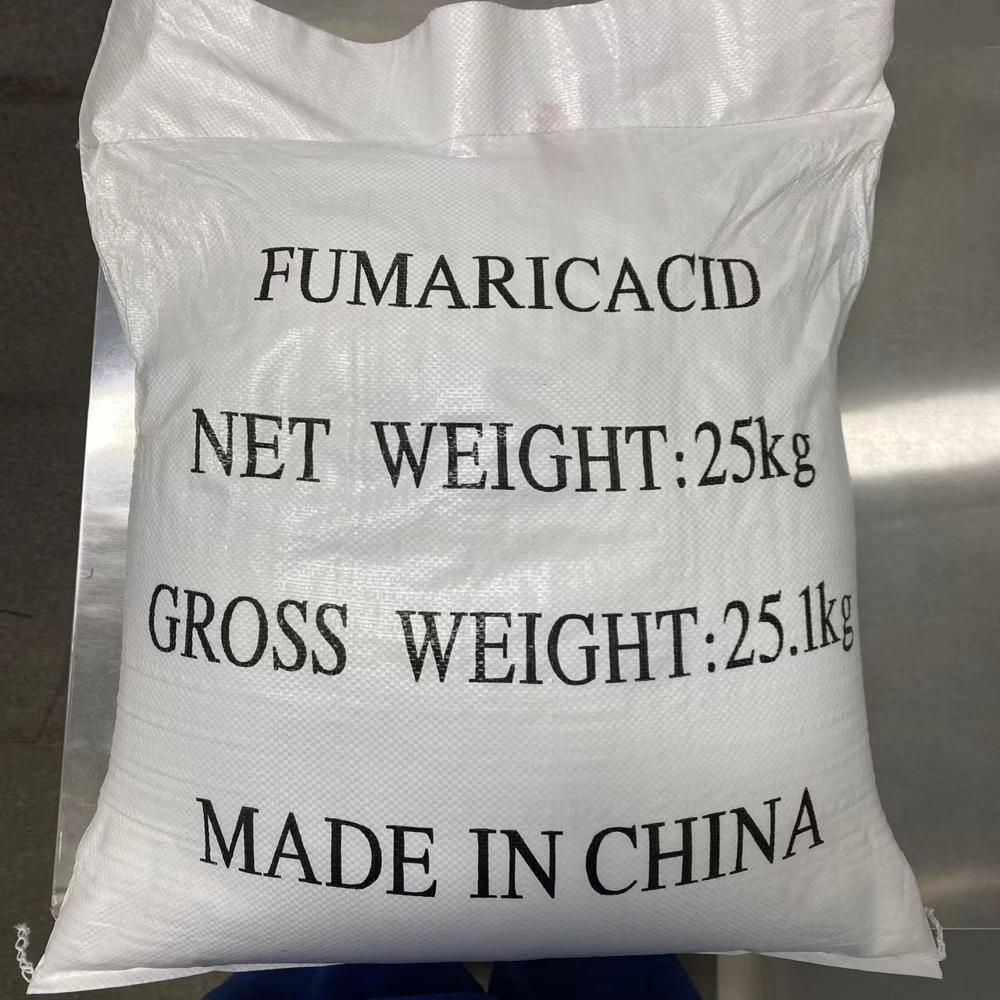 FUMARICACID
NET WEIGHT:25kg
GROSS WEIGHT:25.1kg
MADE IN CHINA